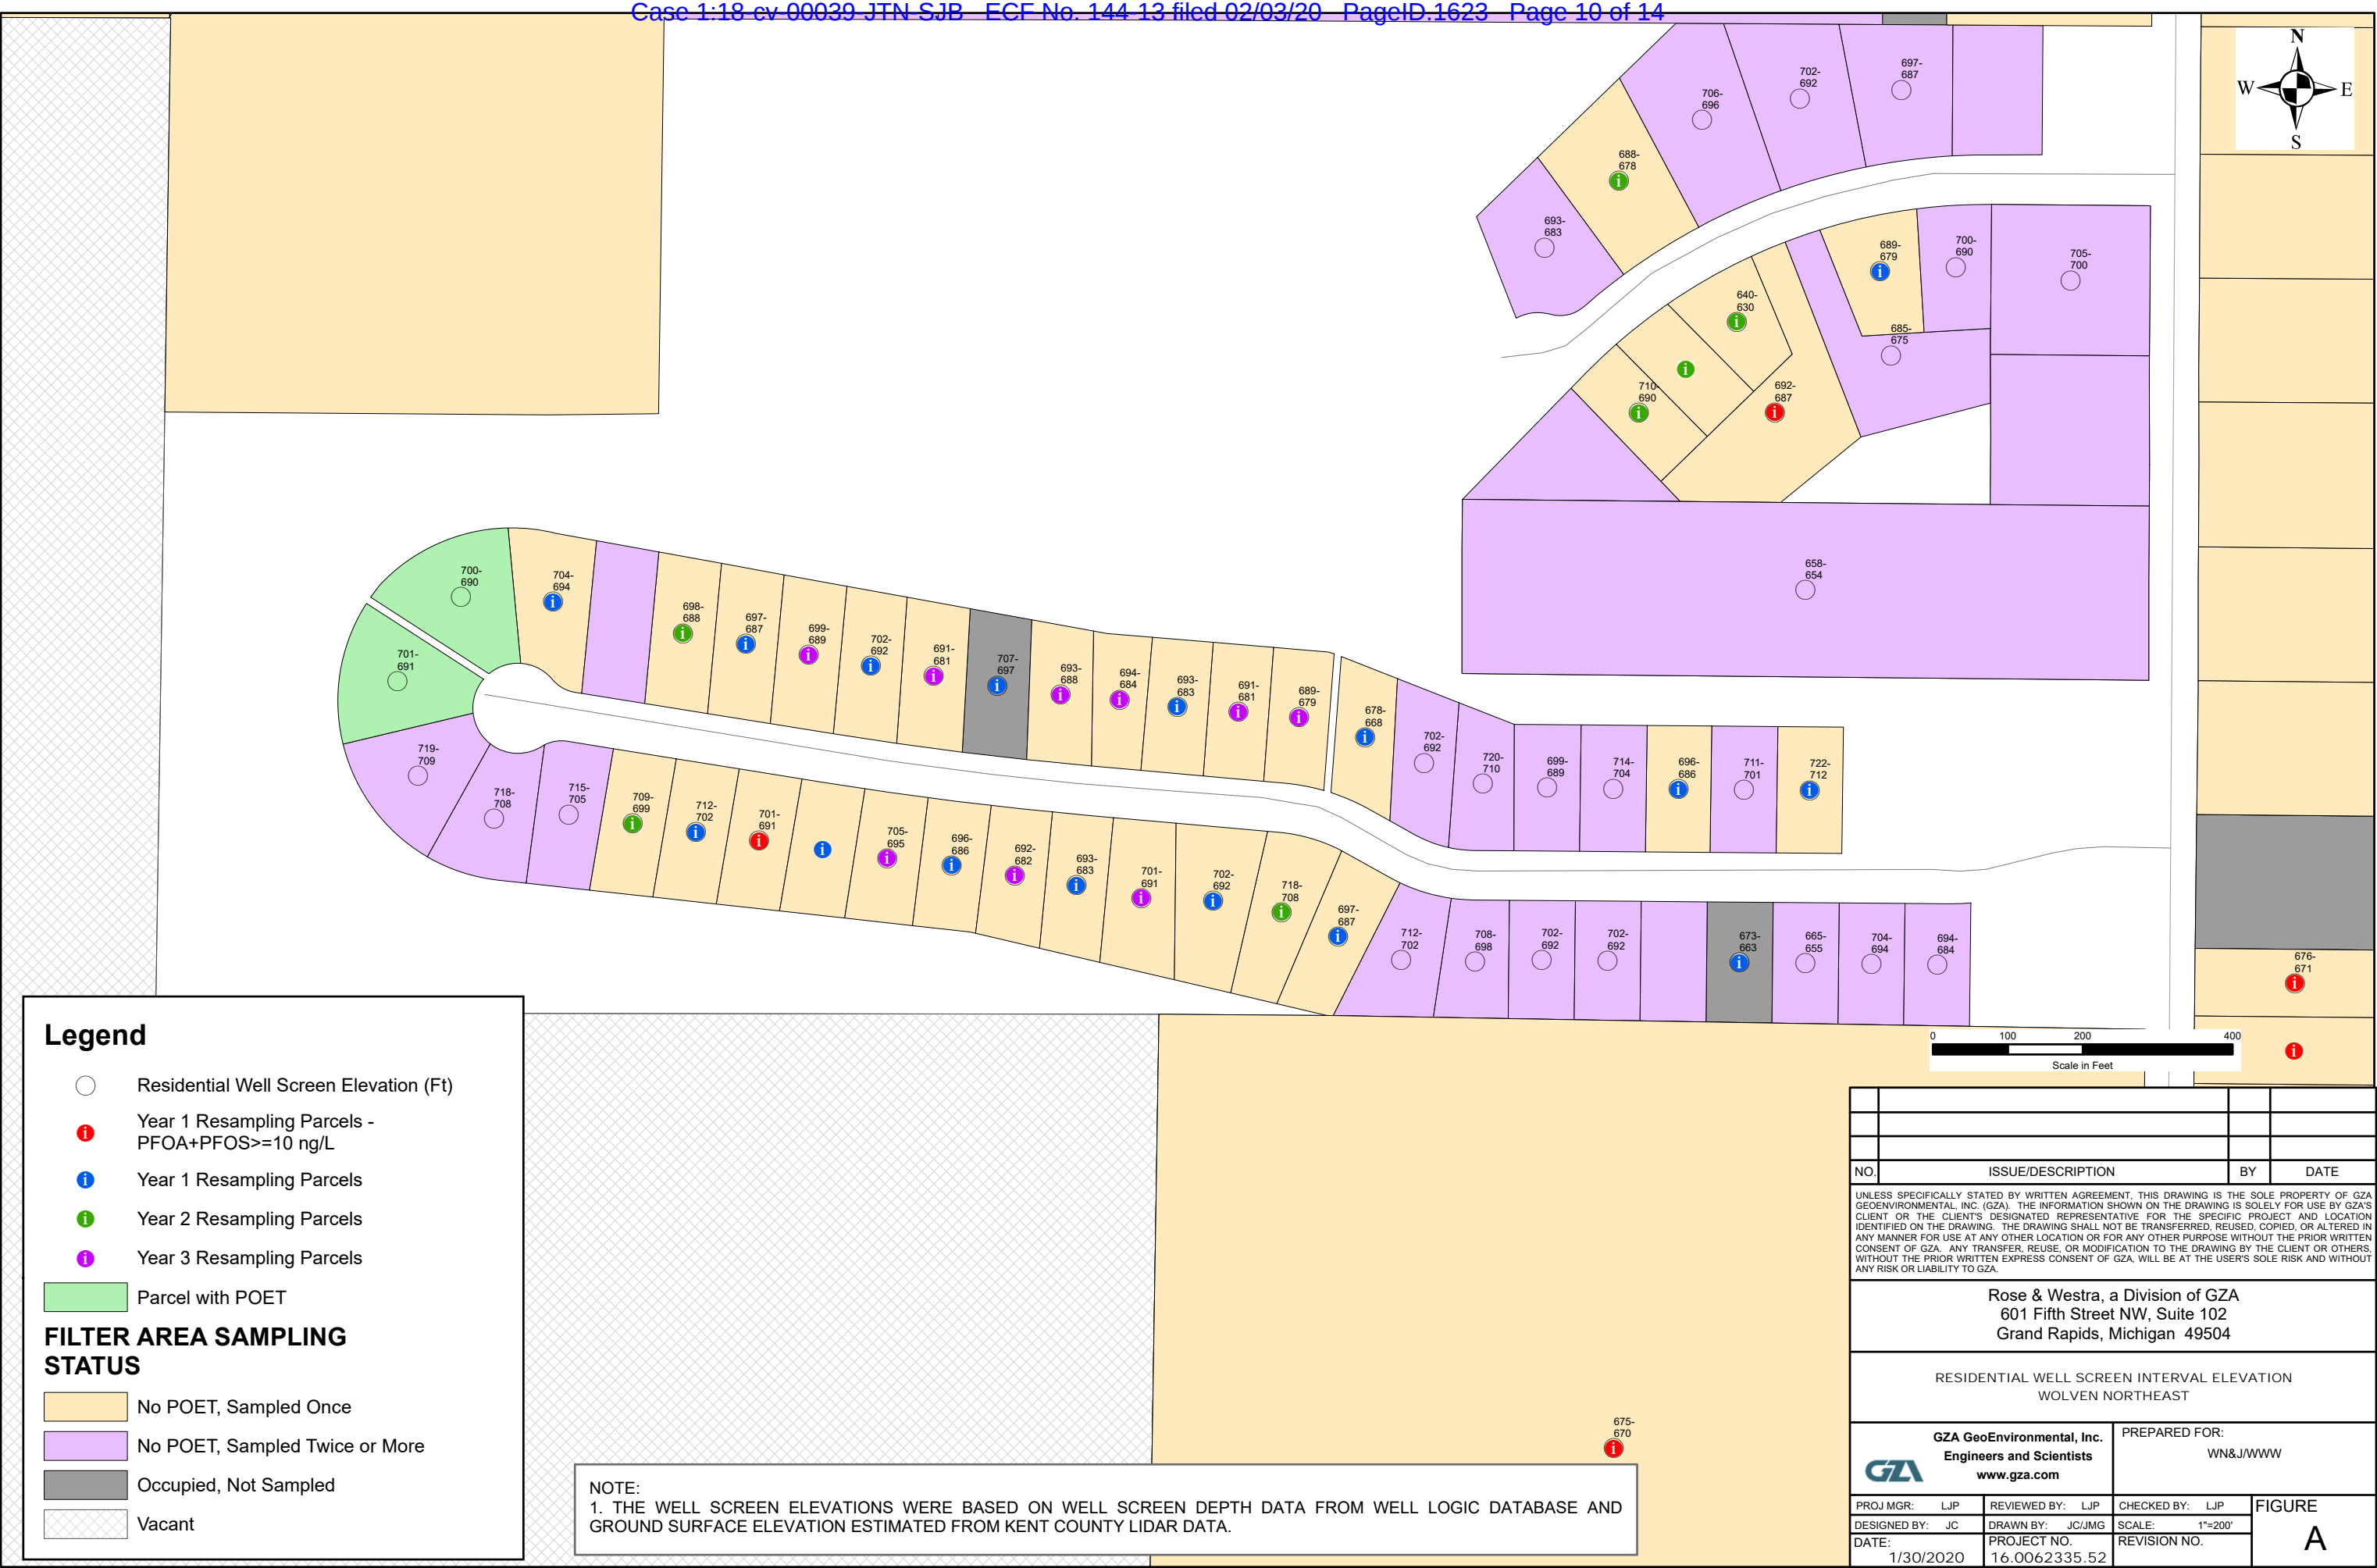 Case 1:18-cv-00039-JTN-SJB ECF No. 144-13 filed 02/03/20 PageID.1623 Page 10 of 14
N
W E
S
697-
687
702-
692
706-
696
688-
678
693-
683
689-
679
700-
690
705-
700
640-
630
685-
675
710-
690
692-
687
658-
654
700-
690
704-
694
701-
691
698-
688
697-
687
699-
689
702-
692
691-
681
707-
697
693-
688
694-
684
693-
683
691-
681
689-
679
678-
668
702-
692
720-
710
699-
689
714-
704
696-
686
711-
701
722-
712
719-
709
718-
708
715-
705
709-
699
712-
702
701-
691
705-
695
696-
686
692-
682
693-
683
701-
691
702-
692
718-
708
697-
687
712-
702
708-
698
702-
692
702-
692
673-
663
665-
655
704-
694
694-
684
676-
671
675-
670
0 100 200 400
Scale in Feet
Legend
Residential Well Screen Elevation (Ft)
Year 1 Resampling Parcels -
PFOA+PFOS>=10 ng/L
Year 1 Resampling Parcels
Year 2 Resampling Parcels
Year 3 Resampling Parcels
Parcel with POET
FILTER AREA SAMPLING
STATUS
No POET, Sampled Once
No POET, Sampled Twice or More
Occupied, Not Sampled
Vacant
NOTE:
1. THE WELL SCREEN ELEVATIONS WERE BASED ON WELL SCREEN DEPTH DATA FROM WELL LOGIC DATABASE AND
GROUND SURFACE ELEVATION ESTIMATED FROM KENT COUNTY LIDAR DATA.
NO. ISSUE/DESCRIPTION BY DATE
UNLESS SPECIFICALLY STATED BY WRITTEN AGREEMENT, THIS DRAWING IS THE SOLE PROPERTY OF GZA
GEOENVIRONMENTAL, INC. (GZA). THE INFORMATION SHOWN ON THE DRAWING IS SOLELY FOR USE BY GZA'S
CLIENT OR THE CLIENT'S DESIGNATED REPRESENTATIVE FOR THE SPECIFIC PROJECT AND LOCATION
IDENTIFIED ON THE DRAWING. THE DRAWING SHALL NOT BE TRANSFERRED, REUSED, COPIED, OR ALTERED IN
ANY MANNER FOR USE AT ANY OTHER LOCATION OR FOR ANY OTHER PURPOSE WITHOUT THE PRIOR WRITTEN
CONSENT OF GZA. ANY TRANSFER, REUSE, OR MODIFICATION TO THE DRAWING BY THE CLIENT OR OTHERS,
WITHOUT THE PRIOR WRITTEN EXPRESS CONSENT OF GZA, WILL BE AT THE USER'S SOLE RISK AND WITHOUT
ANY RISK OR LIABILITY TO GZA.
Rose & Westra, a Division of GZA
601 Fifth Street NW, Suite 102
Grand Rapids, Michigan 49504
RESIDENTIAL WELL SCREEN INTERVAL ELEVATION
WOLVEN NORTHEAST
GZA GeoEnvironmental, Inc.
Engineers and Scientists
www.gza.com
GZA
PREPARED FOR:
WN&J/WWW
PROJ MGR: LJP REVIEWED BY: LJP CHECKED BY: LJP
DESIGNED BY: JC DRAWN BY: JC/JMG SCALE: 1"=200'
DATE: PROJECT NO. REVISION NO.
1/30/2020 16.0062335.52
FIGURE
A